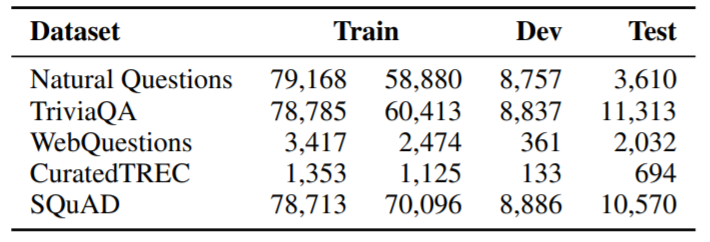 Dataset Train Dev Test
Natural Questions 79,168 58,880 8,757 3,610
TriviaQA 78,785 60,413 8,837 11,313
WebQuestions 3,417 2,474 361 2,032
CuratedTREC 1,353 1,125 133 694
SQuAD 78,713 70,096 8,886 10,570